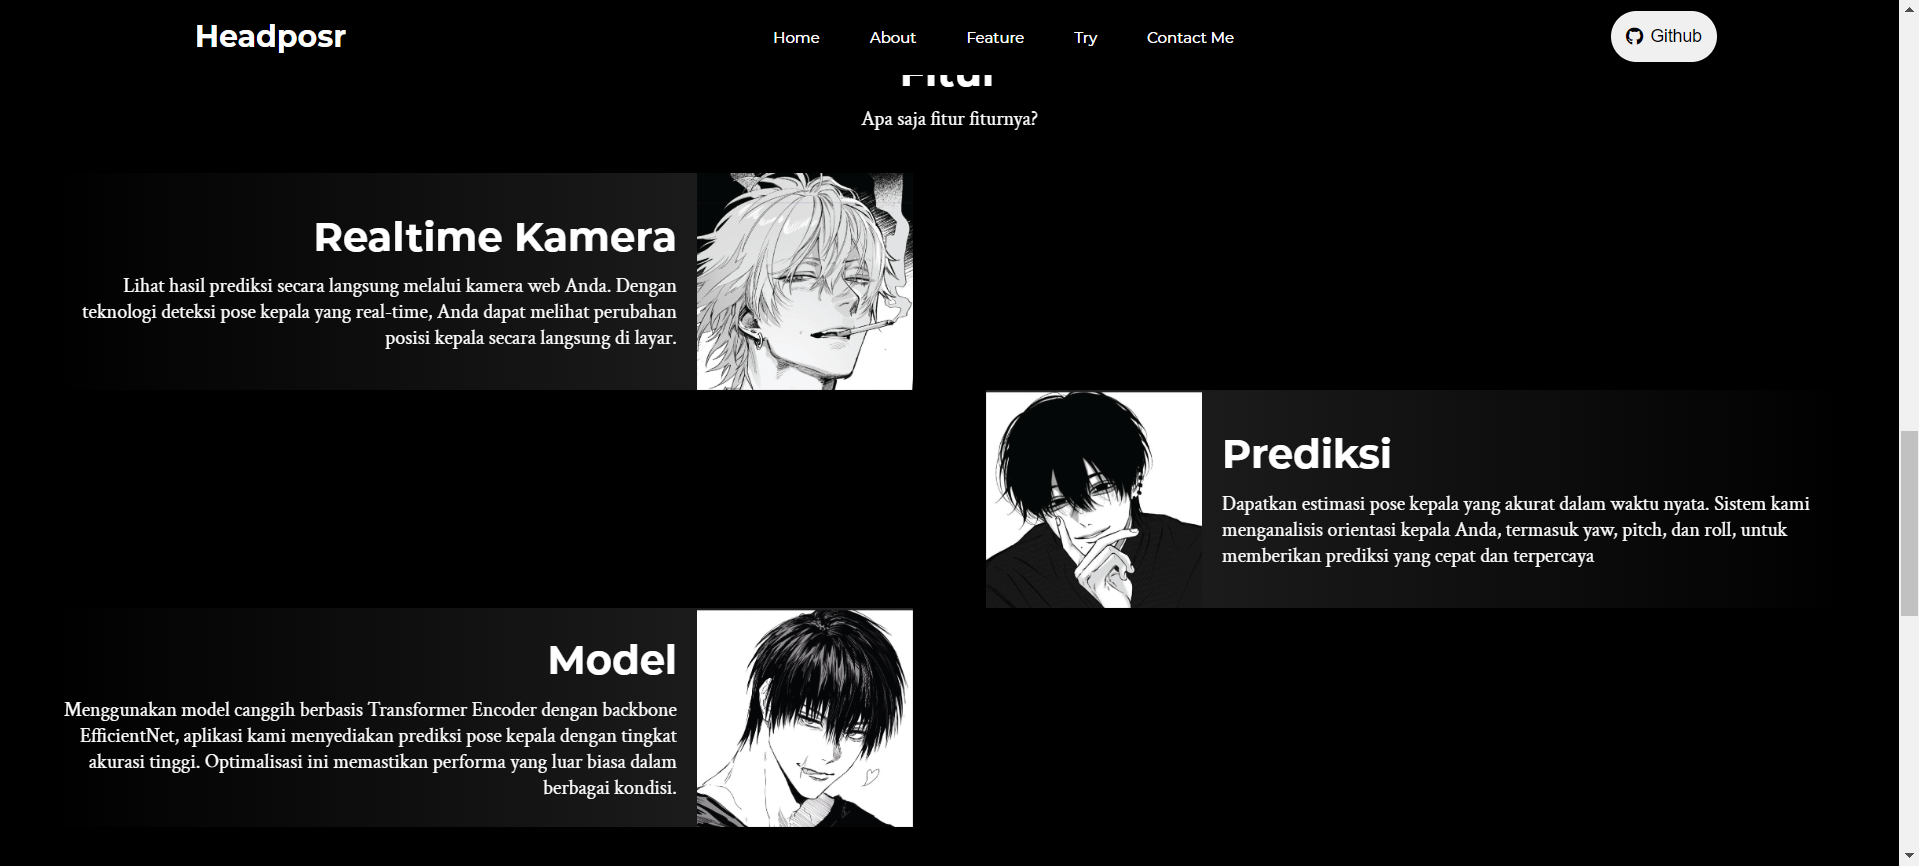 Headposr
Home
About
Feature
Try
Contact Me
Github
Fitur
Apa saja fitur fiturnya?
Realtime Kamera
Lihat hasil prediksi secara langsung melalui kamera web Anda. Dengan
teknologi deteksi pose kepala yang real-time, Anda dapat melihat perubahan
posisi kepala secara langsung di layar.
Prediksi
Dapatkan estimasi pose kepala yang akurat dalam waktu nyata. Sistem kami
menganalisis orientasi kepala Anda, termasuk yaw, pitch, dan roll, untuk
memberikan prediksi yang cepat dan terpercaya
Model
Menggunakan model canggih berbasis Transformer Encoder dengan backbone
EfficientNet, aplikasi kami menyediakan prediksi pose kepala dengan tingkat
akurasi tinggi. Optimalisasi ini memastikan performa yang luar biasa dalam
berbagai kondisi.